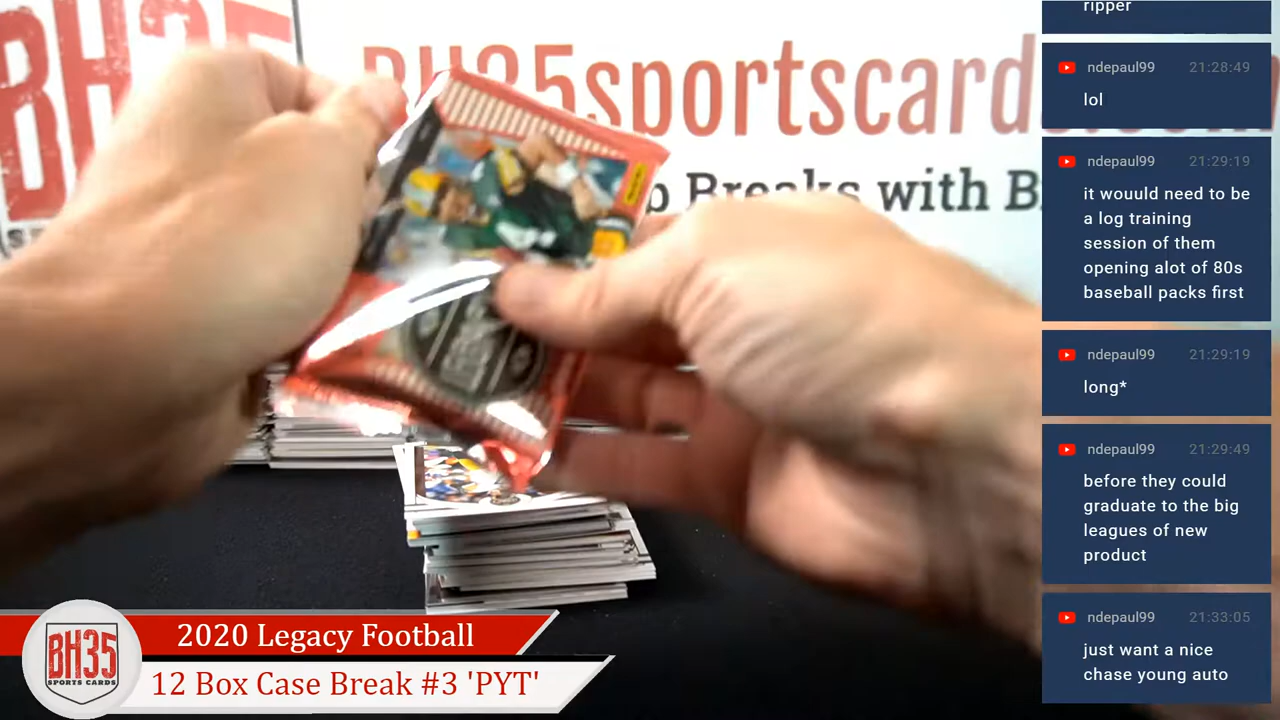 BH35sportscards.com
b Breaks with B
ripper
ndepaul99 21:28:49
lol
ndepaul99 21:29:19
it wouuld need to be
a log training
session of them
opening alot of 80s
baseball packs first
ndepaul99 21:29:19
long*
ndepaul99 21:29:49
before they could
graduate to the big
leagues of new
product
ndepaul99 21:33:05
just want a nice
chase young auto
2020 Legacy Football
12 Box Case Break #3 'PYT'
BH35
SPORTS CARDS
BH35